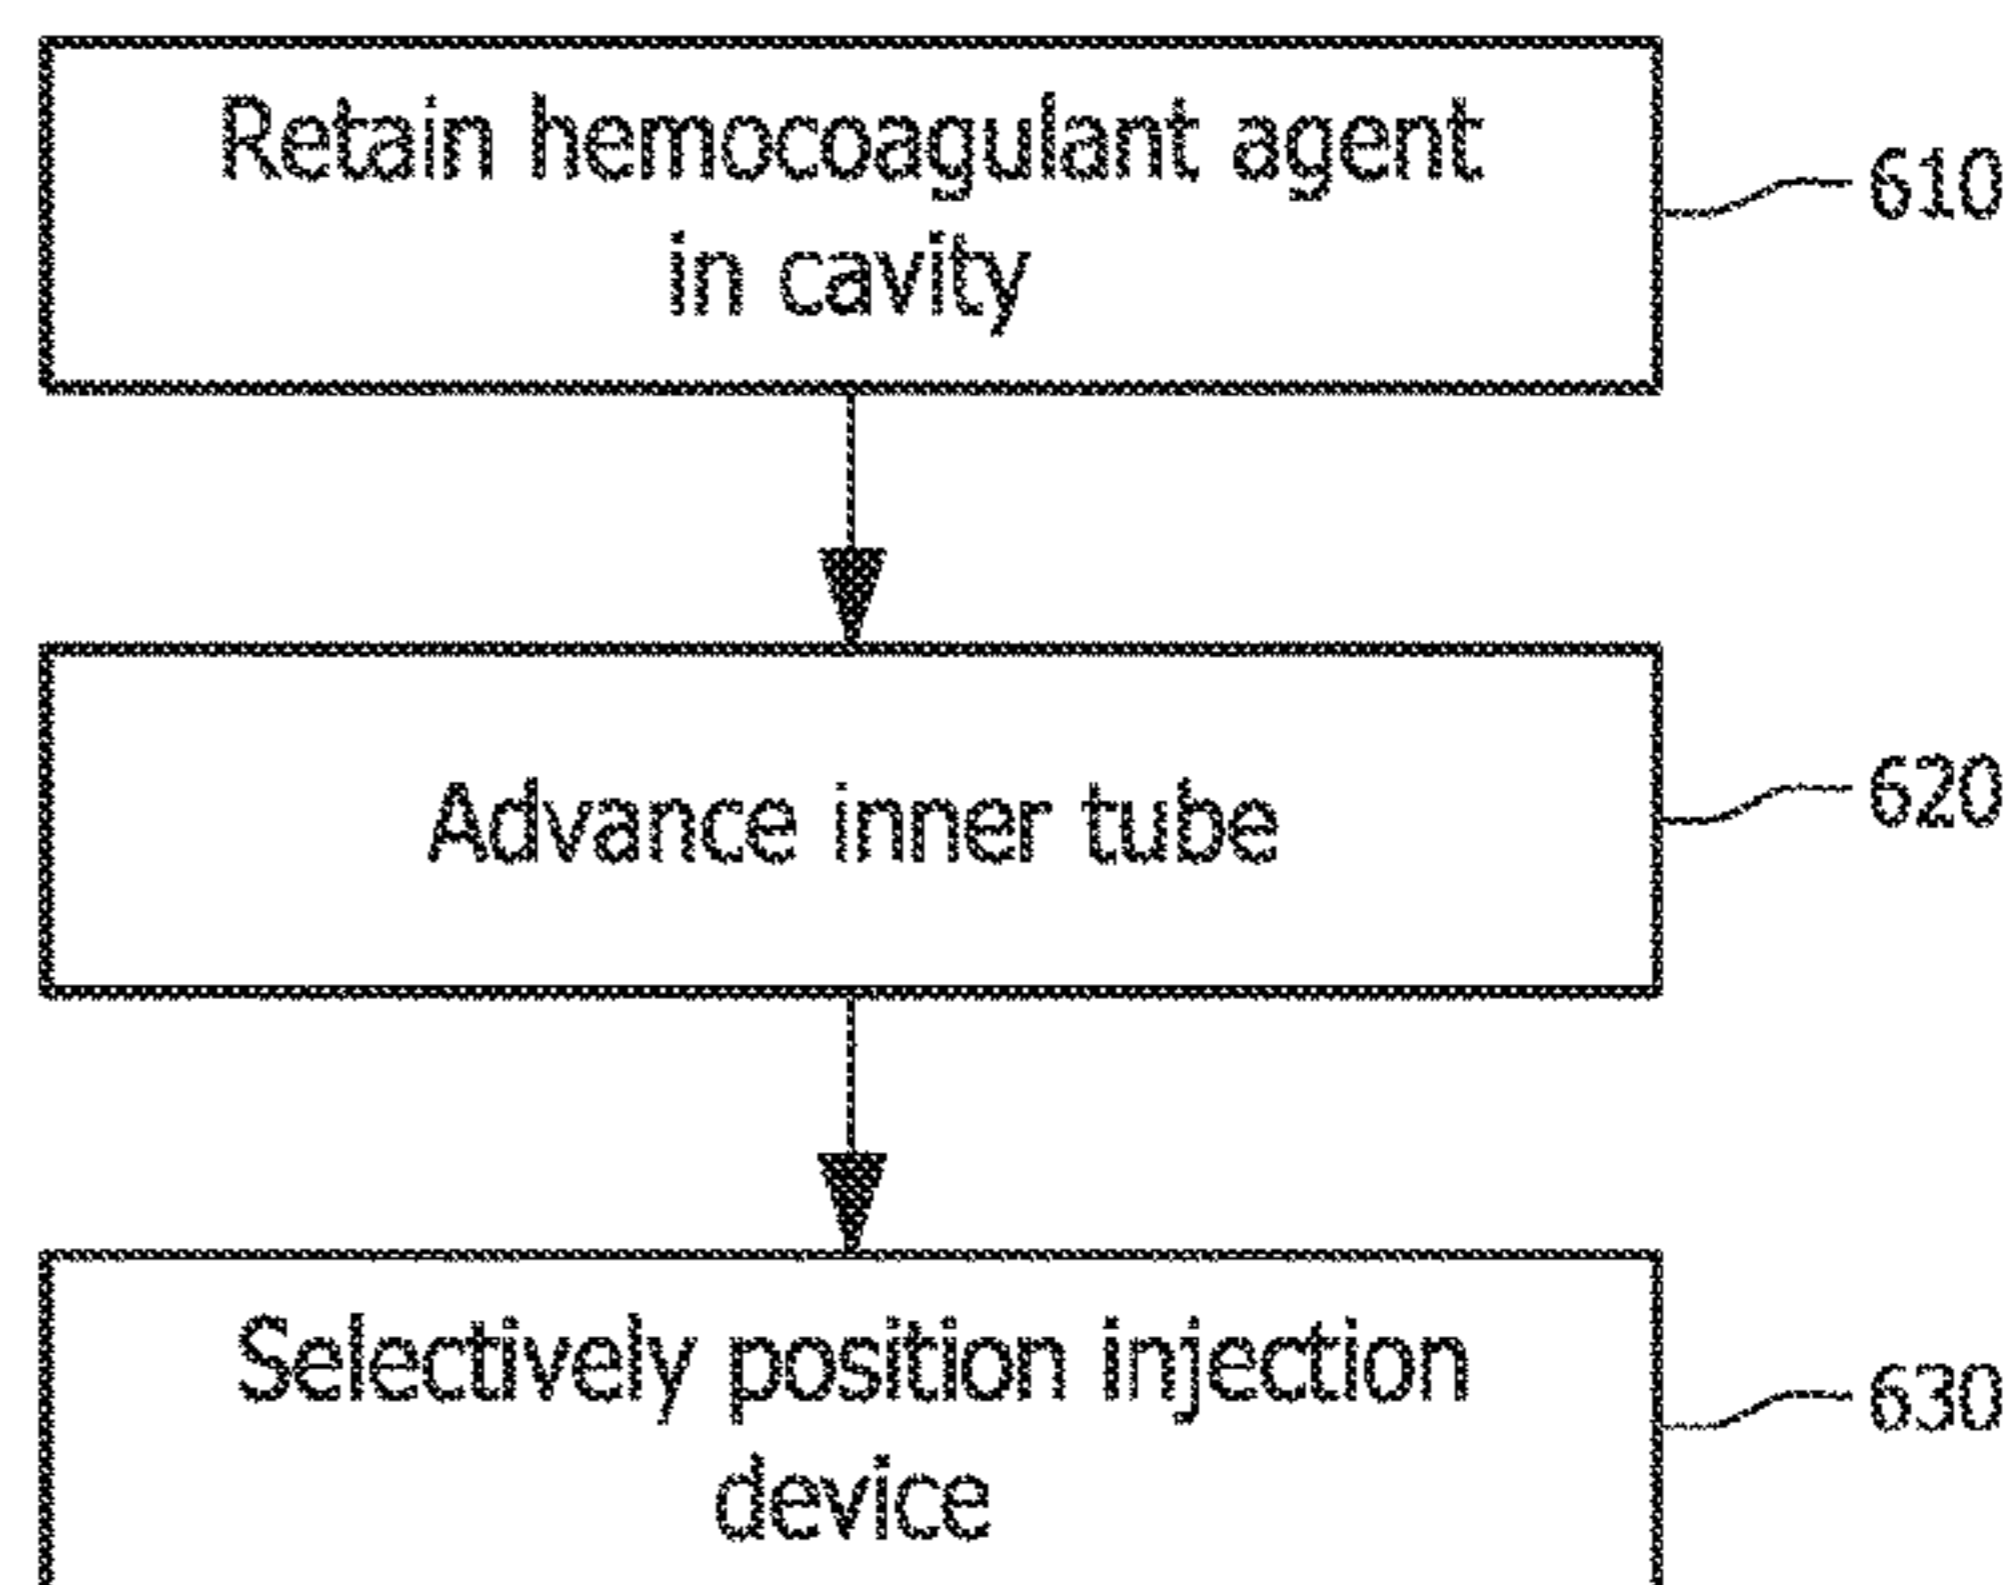 Retain hemocoagulant agent
in cavity
610
Advance inner tube
620
Selectively position injection
device
630